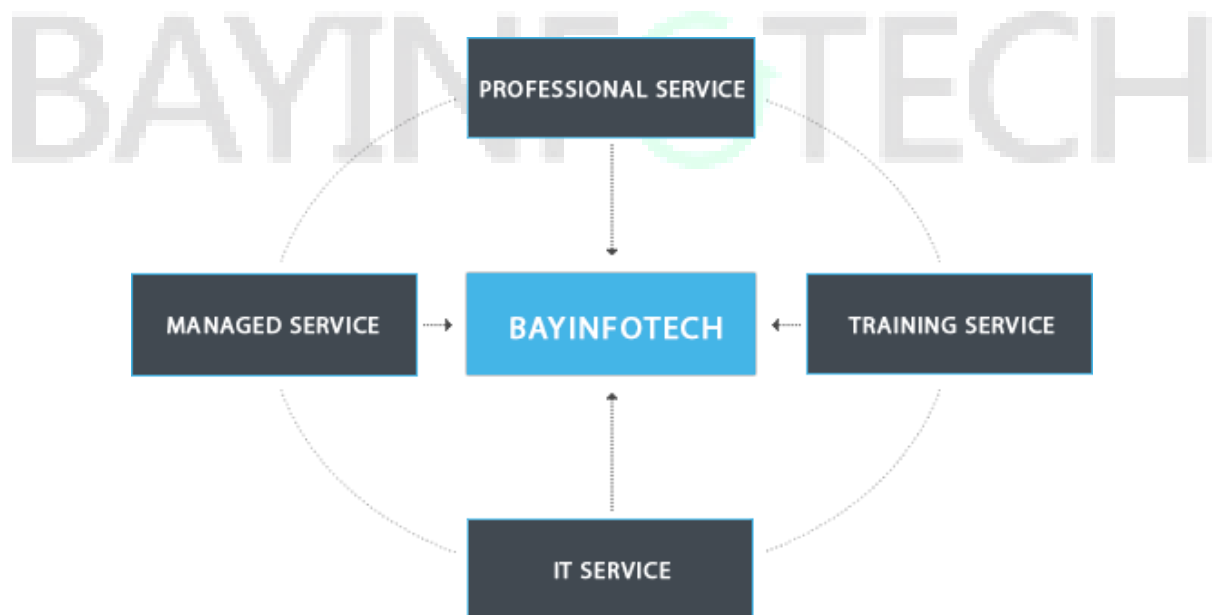 BAYINFOTECH
PROFESSIONAL SERVICE
MANAGED SERVICE
BAYINFOTECH
TRAINING SERVICE
IT SERVICE